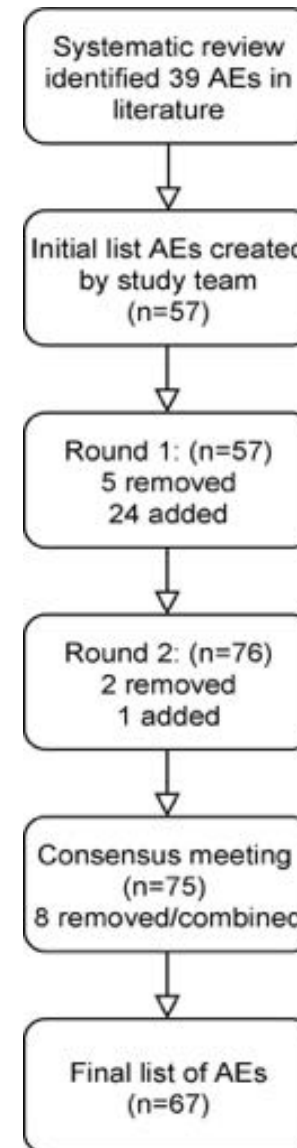 Systematic review
identified 39 AEs in
literature
Initial list AEs created
by study team
(n=57)
Round 1: (n=57)
5 removed
24 added
Round 2: (n=76)
2 removed
1 added
Consensus meeting
(n=75)
8 removed/combined
Final list of AEs
(n=67)